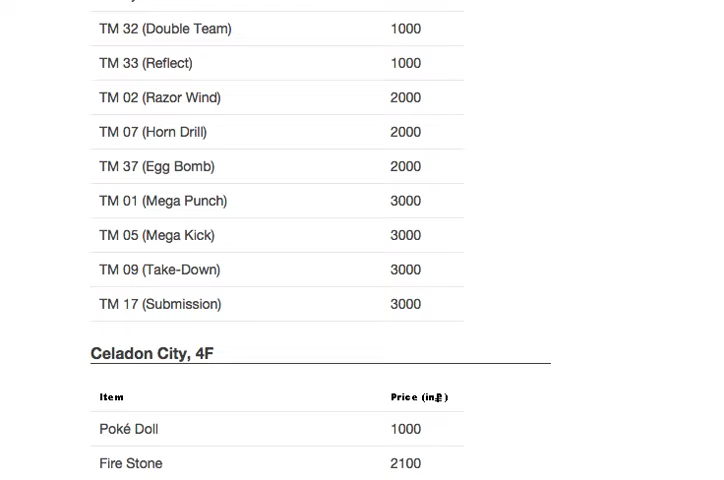 TM 32 (Double Team) 1000
TM 33 (Reflect) 1000
TM 02 (Razor Wind) 2000
TM 07 (Horn Drill) 2000
TM 37 (Egg Bomb) 2000
TM 01 (Mega Punch) 3000
TM 05 (Mega Kick) 3000
TM 09 (Take-Down) 3000
TM 17 (Submission) 3000
Celadon City, 4F
Item Price (in₽)
Poké Doll 1000
Fire Stone 2100